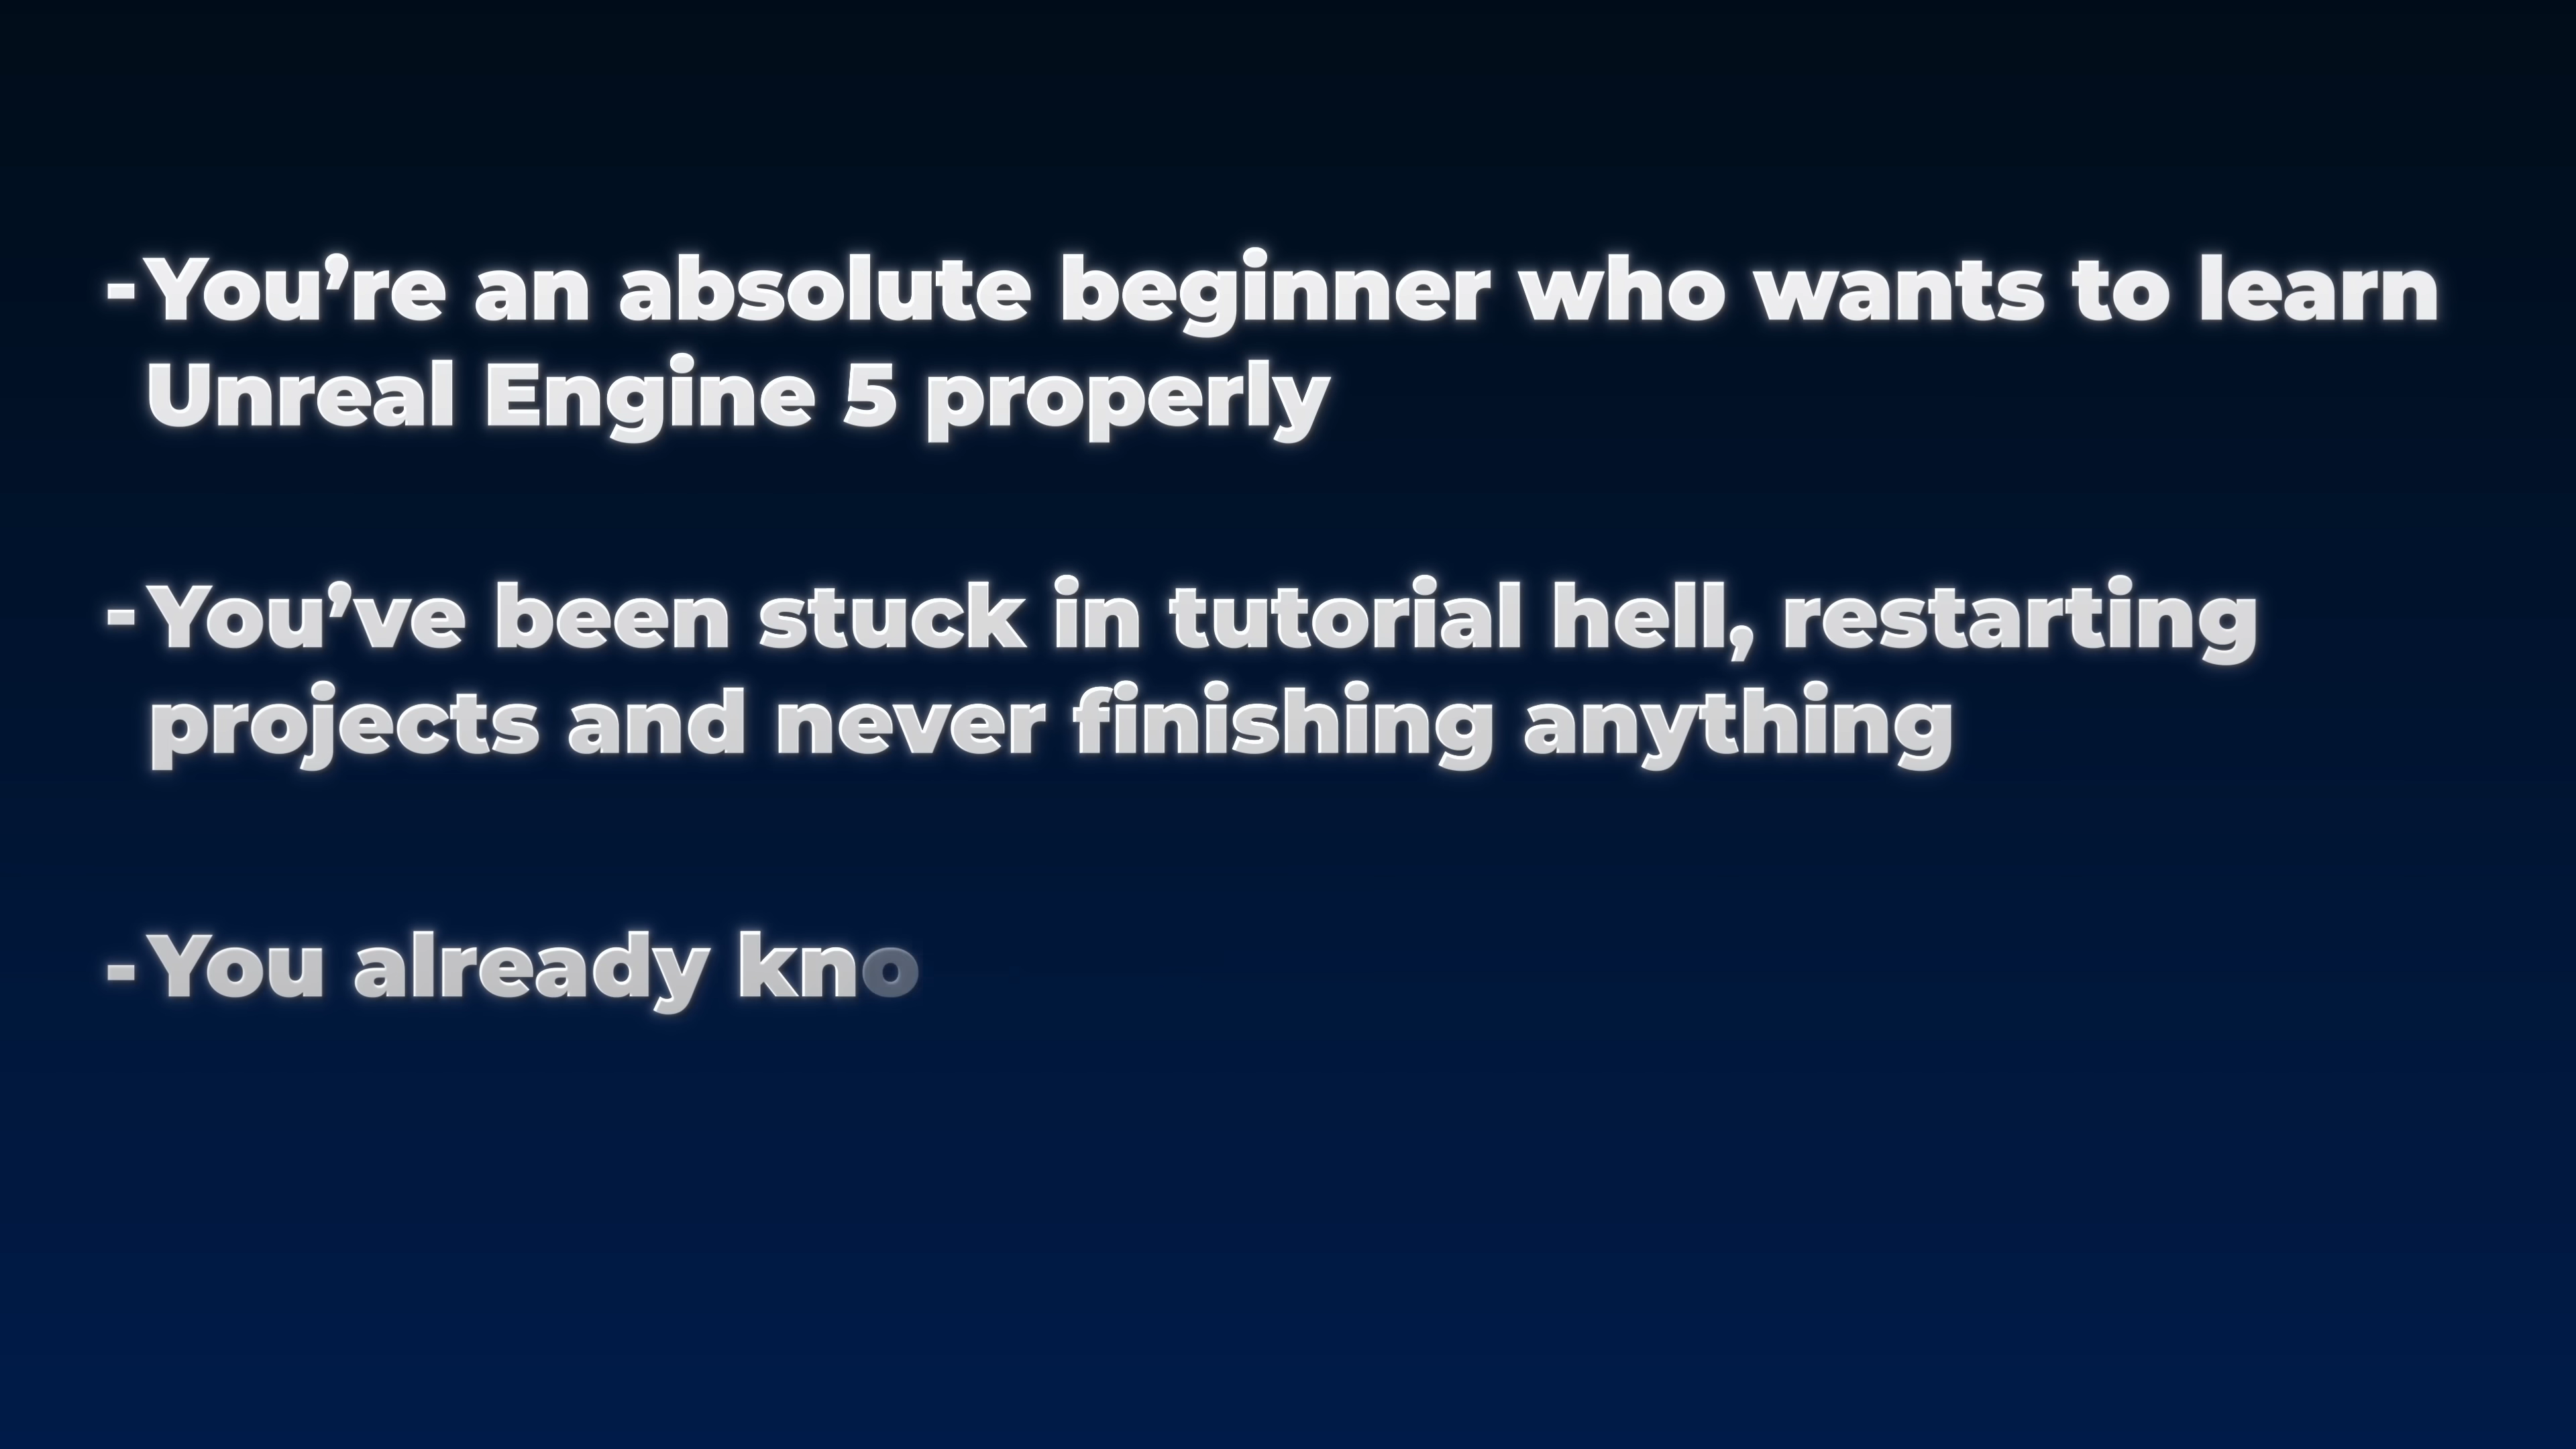 -You’re an absolute beginner who wants to learn
Unreal Engine 5 properly
-You’ve been stuck in tutorial hell, restarting
projects and never finishing anything
-You already kno